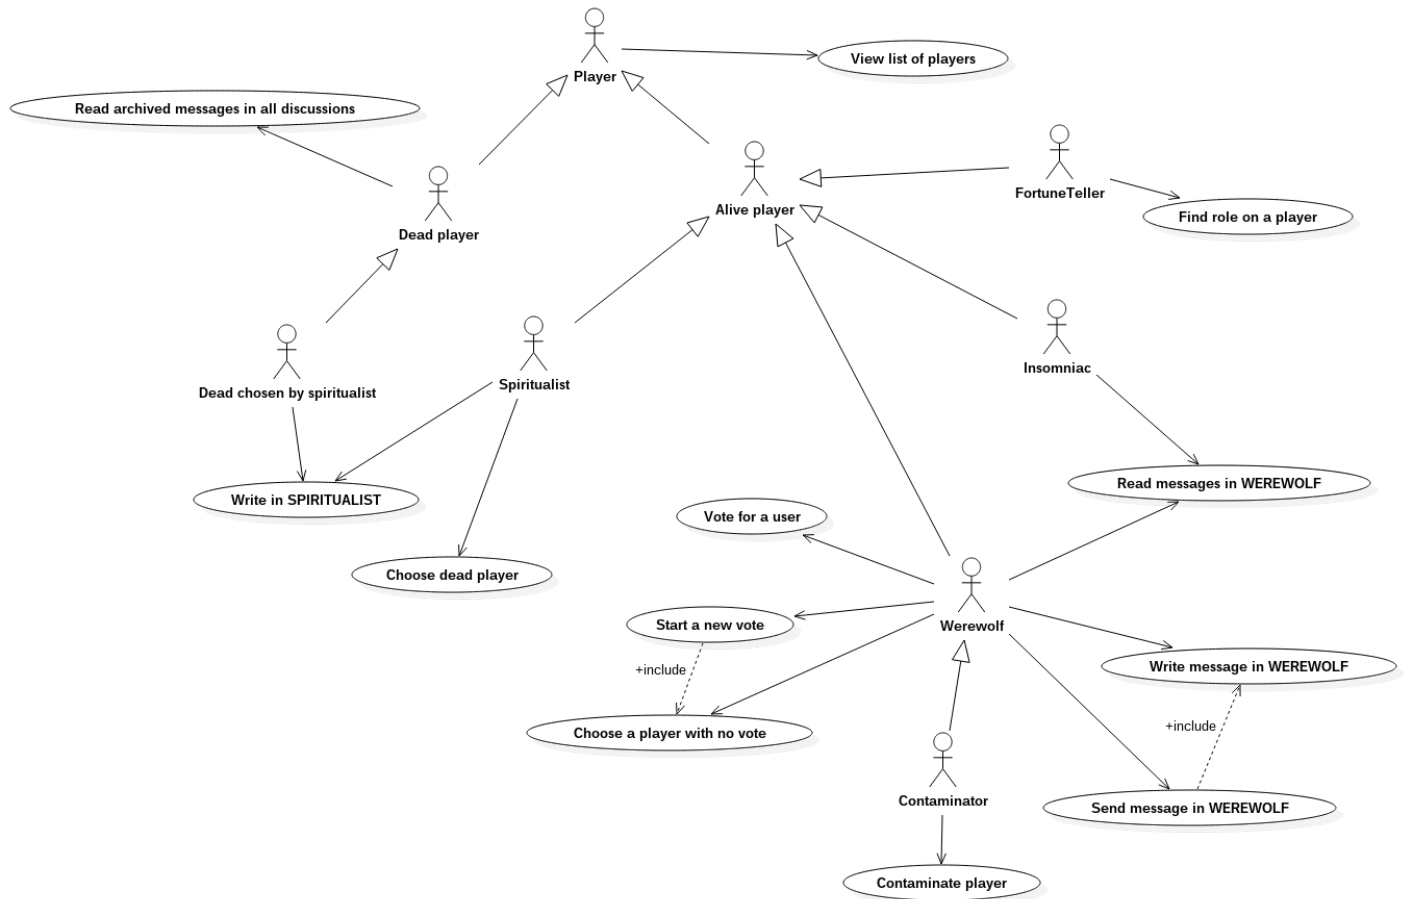 Player
View list of players
Read archived messages in all discussions
FortuneTeller
Alive player
Find role on a player
Dead player
Insomniac
Spiritualist
Dead chosen by spiritualist
Read messages in WEREWOLF
Write in SPIRITUALIST
Vote for a user
Choose dead player
Start a new vote
Werewolf
Write message in WEREWOLF
+include
+include
Choose a player with no vote
Contaminator
Send message in WEREWOLF
Contaminate player